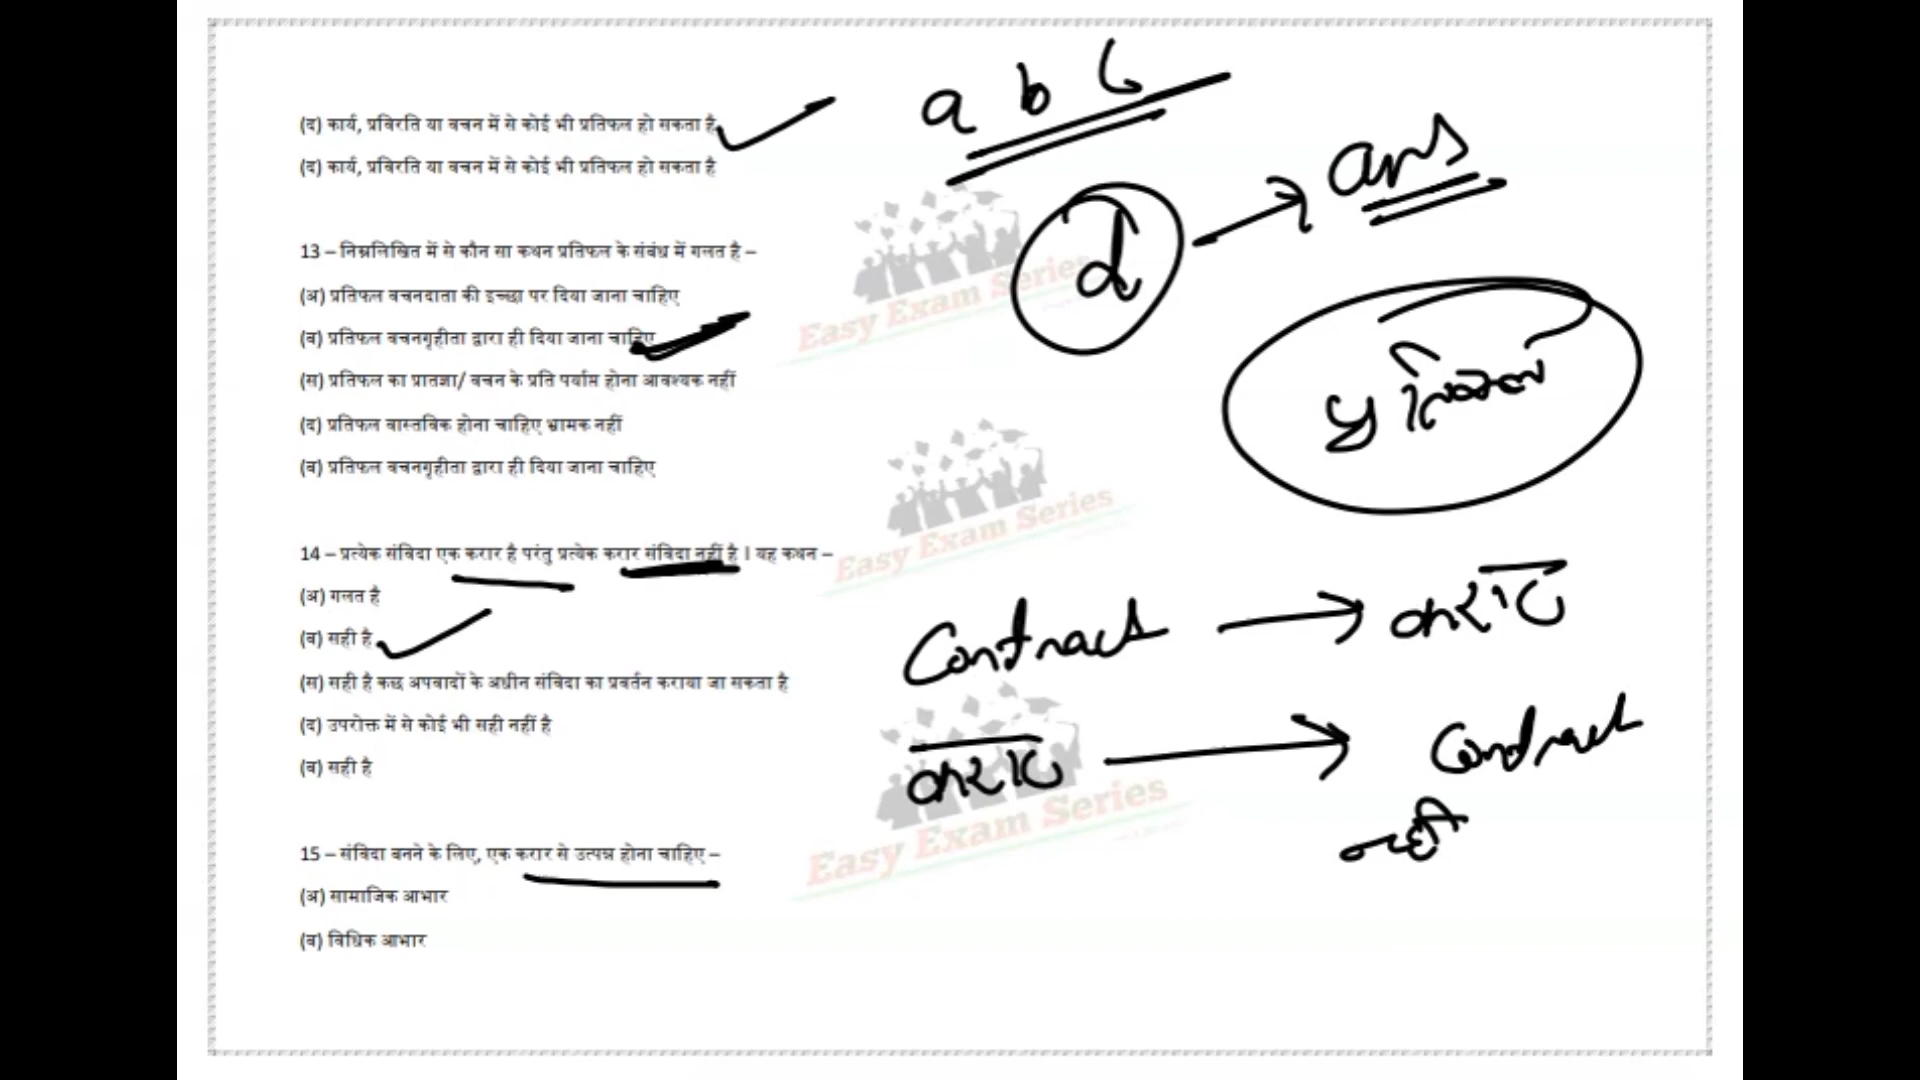 (द) कार्य, प्रविरति या वचन में से कोई भी प्रतिफल हो सकता है
(द) कार्य, प्रविरति या वचन में से कोई भी प्रतिफल हो सकता है
a b c
ans
d
13 – निम्नलिखित में से कौन सा कथन प्रतिफल के संबंध में गलत है –
(अ) प्रतिफल वचनदाता की इच्छा पर दिया जाना चाहिए
(ब) प्रतिफल वचनगृहीता द्वारा ही दिया जाना चाहिए
(स) प्रतिफल का प्रातज्ञा/ वचन के प्रति पर्याप्त होना आवश्यक नहीं
(द) प्रतिफल वास्तविक होना चाहिए भ्रामक नहीं
(ब) प्रतिफल वचनगृहीता द्वारा ही दिया जाना चाहिए
प्रतिफल
14 – प्रत्येक संविदा एक करार है परंतु प्रत्येक करार संविदा नहीं है । यह कथन –
(अ) गलत है
(ब) सही है
(स) सही है कछ अपवादों के अधीन संविदा का प्रवर्तन कराया जा सकता है
(द) उपरोक्त में से कोई भी सही नहीं है
(ब) सही है
Contract → करार
करार → Contract
नहीं
15 – संविदा बनने के लिए, एक करार से उत्पन्न होना चाहिए –
(अ) सामाजिक आभार
(ब) विधिक आभार
Easy Exam Series
Easy Exam Series
Easy Exam Series